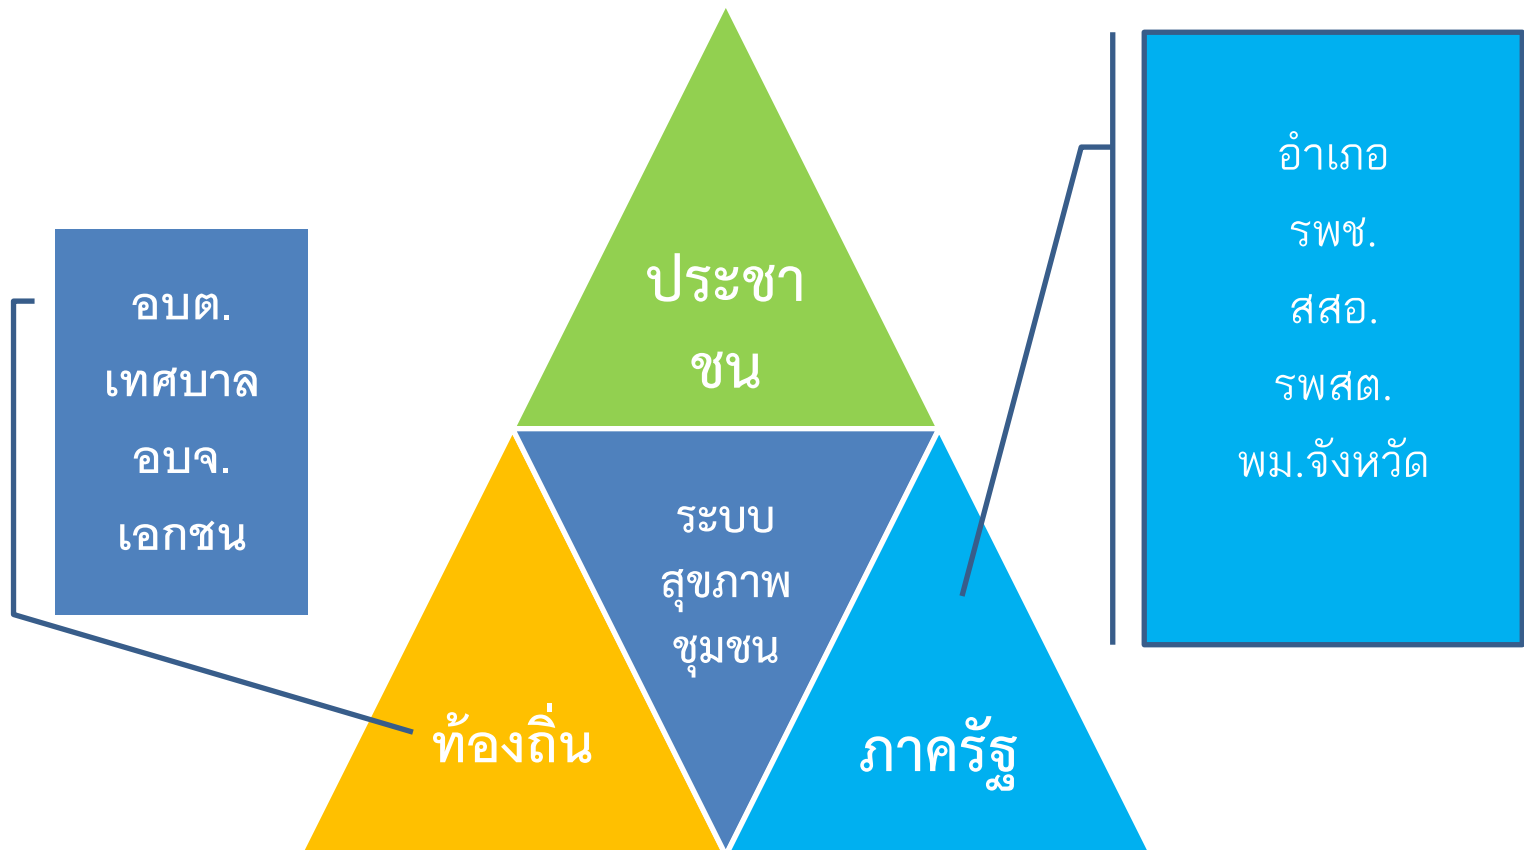 ประชา
ชน
อบต.
เทศบาล
อบจ.
เอกชน
ท้องถิ่น
ระบบ
สุขภาพ
ชุมชน
ภาครัฐ
อำเภอ
รพช.
สสอ.
รพสต.
พม.จังหวัด